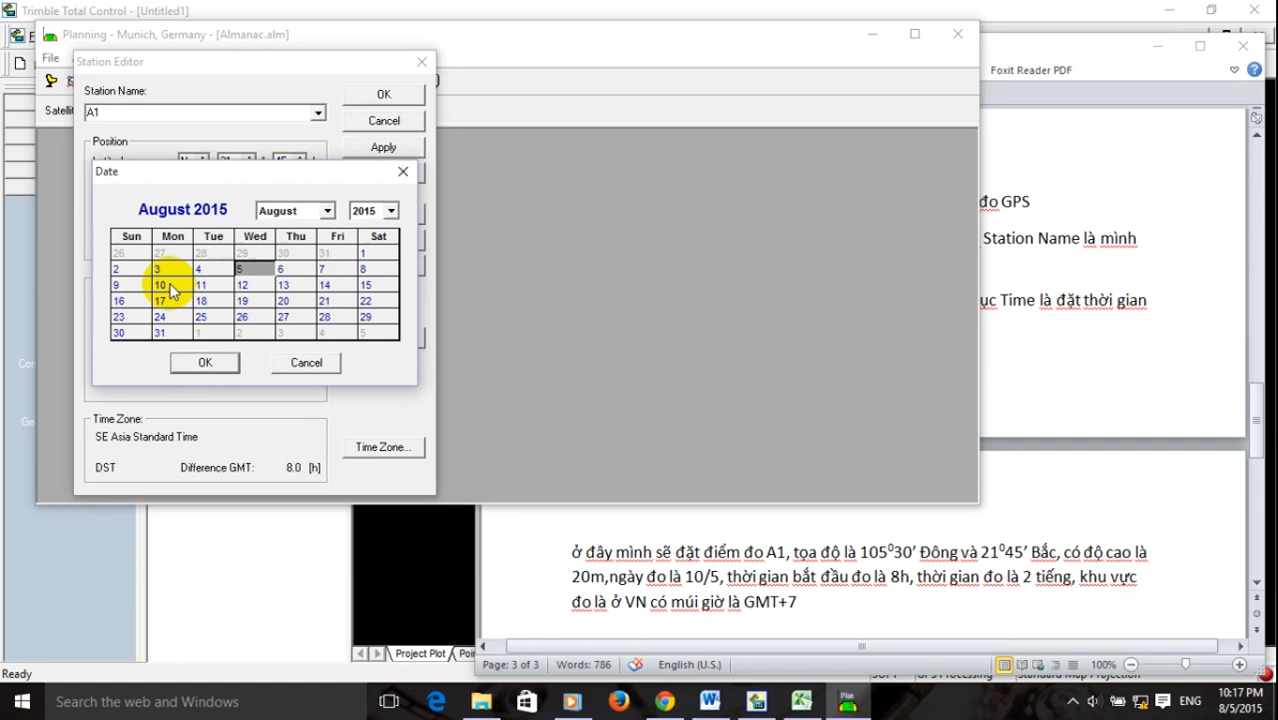 Trimble Total Control - [Untitled1]
Planning - Munich, Germany - [Almanac.alm]
File
Station Editor
Station Name:
A1
OK
Cancel
Apply
Position
Date
August 2015
August
2015
Sun Mon Tue Wed Thu Fri Sat
26 27 28 29 30 31 1
2 3 4 5 6 7 8
9 10 11 12 13 14 15
16 17 18 19 20 21 22
23 24 25 26 27 28 29
30 31 1 2 3 4 5
OK Cancel
Time Zone:
SE Asia Standard Time
DST Difference GMT: 8.0 [h]
Time Zone...
Foxit Reader PDF
đo GPS
Station Name là mình
ục Time là đặt thời gian
ở đây mình sẽ đặt điểm đo A1, tọa độ là 105⁰30’ Đông và 21⁰45’ Bắc, có độ cao là
20m,ngày đo là 10/5, thời gian bắt đầu đo là 8h, thời gian đo là 2 tiếng, khu vực
đo là ở VN có múi giờ là GMT+7
Project Plot
Page: 3 of 3 Words: 786 English (U.S.) 100%
Ready
Search the web and Windows
ENG
10:17 PM
8/5/2015